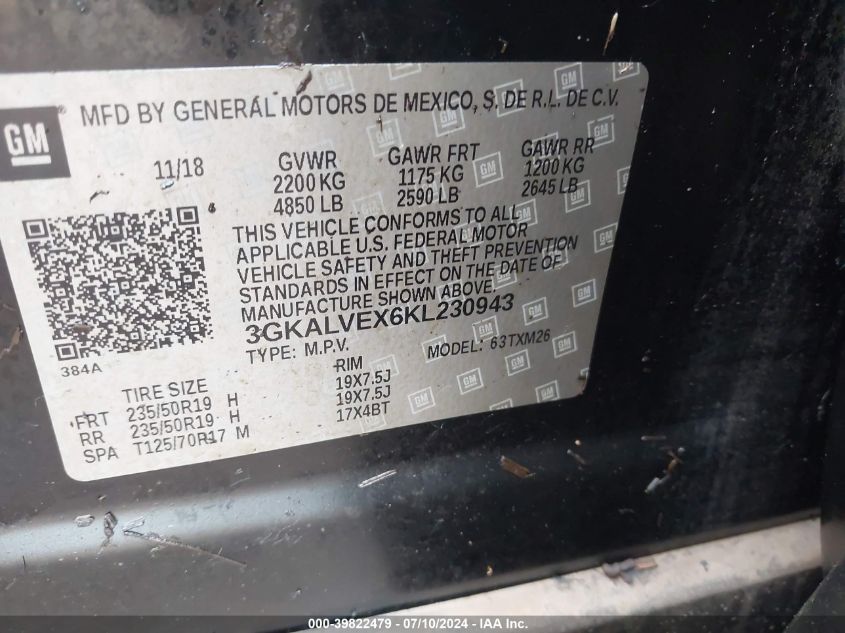 GM
MFD BY GENERAL MOTORS DE MEXICO, S. DE R.L. DE C.V.
11/18 GVWR GAWR FRT GAWR RR
2200 KG 1175 KG 1200 KG
4850 LB 2590 LB 2645 LB
THIS VEHICLE CONFORMS TO ALL
APPLICABLE U.S. FEDERAL MOTOR
VEHICLE SAFETY AND THEFT PREVENTION
STANDARDS IN EFFECT ON THE DATE OF
MANUFACTURE SHOWN ABOVE.
3GKALVEX6KL230943
TYPE: M.P.V. MODEL: 63TXM26
384A
TIRE SIZE RIM
FRT 235/50R19 H 19X7.5J
RR 235/50R19 H 19X7.5J
SPA T125/70R17 M 17X4BT
000-39822479 - 07/10/2024 - IAA Inc.